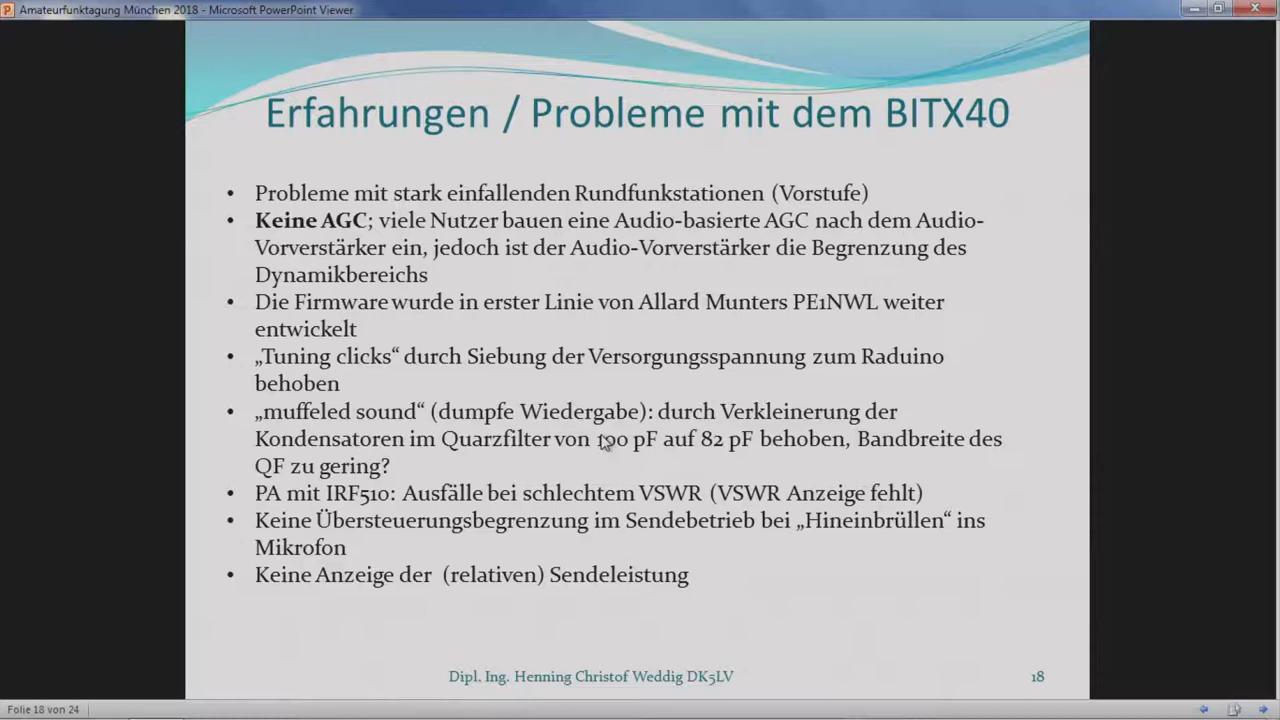 Amateurfunktagung München 2018 - Microsoft PowerPoint Viewer
Erfahrungen / Probleme mit dem BITX40
• Probleme mit stark einfallenden Rundfunkstationen (Vorstufe)
• Keine AGC; viele Nutzer bauen eine Audio-basierte AGC nach dem Audio-
Vorverstärker ein, jedoch ist der Audio-Vorverstärker die Begrenzung des
Dynamikbereichs
• Die Firmware wurde in erster Linie von Allard Munters PE1NWL weiter
entwickelt
• „Tuning clicks“ durch Siebung der Versorgungsspannung zum Raduino
behoben
• „muffeled sound“ (dumpfe Wiedergabe): durch Verkleinerung der
Kondensatoren im Quarzfilter von 100 pF auf 82 pF behoben, Bandbreite des
QF zu gering?
• PA mit IRF510: Ausfälle bei schlechtem VSWR (VSWR Anzeige fehlt)
• Keine Übersteuerungsbegrenzung im Sendebetrieb bei „Hineinbrüllen“ ins
Mikrofon
• Keine Anzeige der (relativen) Sendeleistung
Dipl. Ing. Henning Christof Weddig DK5LV
18
Folie 18 von 24